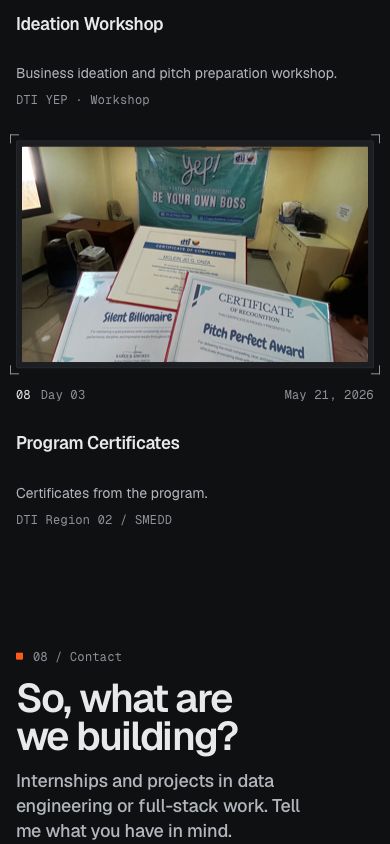 Ideation Workshop
Business ideation and pitch preparation workshop.
DTI YEP · Workshop
yep!
dti
BE YOUR OWN BOSS
dti
CERTIFICATE OF COMPLETION
Silent Billionaire
CERTIFICATE
OF RECOGNITION
Pitch Perfect Award
08 Day 03
May 21, 2026
Program Certificates
Certificates from the program.
DTI Region 02 / SMEDD
08 / Contact
So, what are
we building?
Internships and projects in data
engineering or full-stack work. Tell
me what you have in mind.